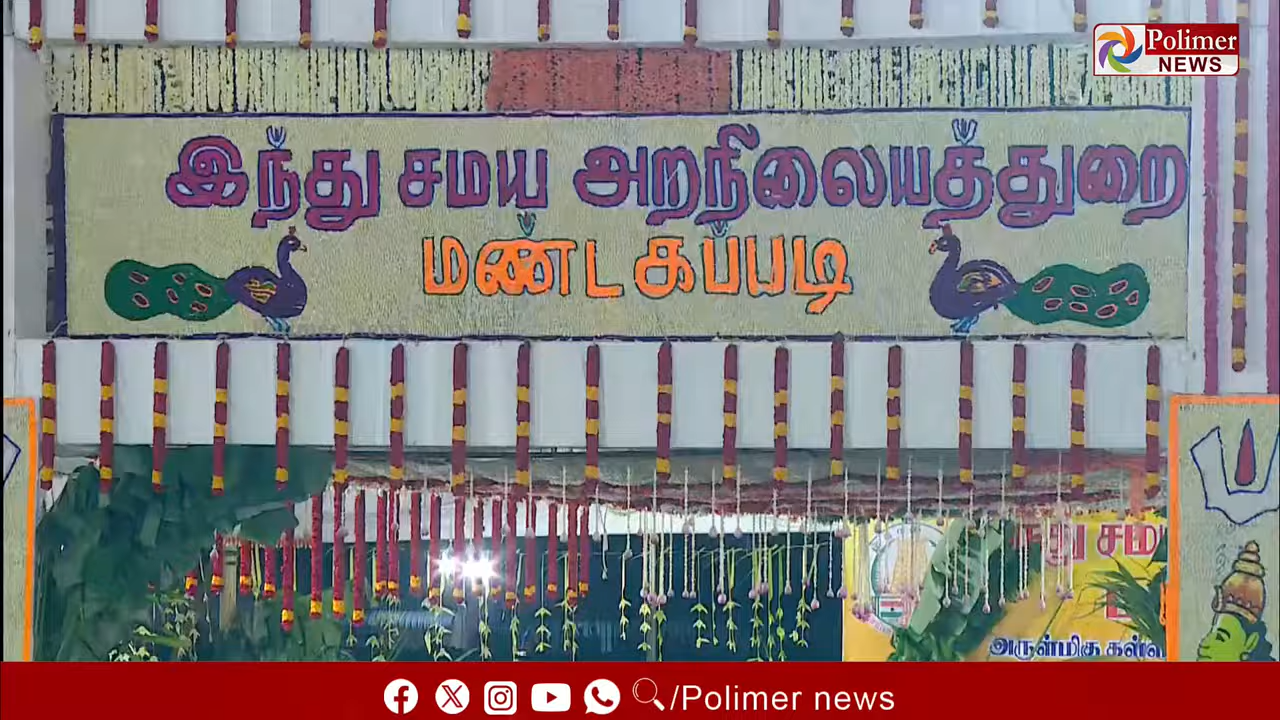 Polimer
NEWS
இந்து சமய அறநிலையத்துறை
மண்டகப்படி
அருள்மிகு
/Polimer news